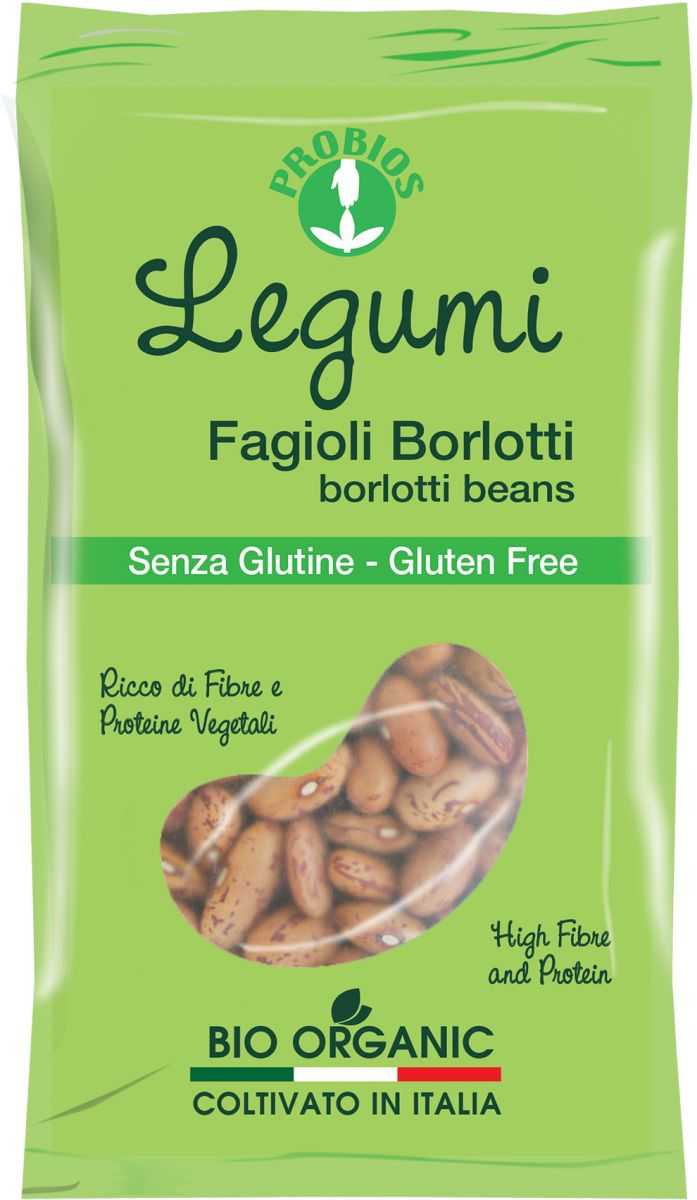 PROBIOS
Legumi
Fagioli Borlotti
borlotti beans
Senza Glutine - Gluten Free
Ricco di Fibre e
Proteine Vegetali
High Fibre
and Protein
BIO ORGANIC
COLTIVATO IN ITALIA